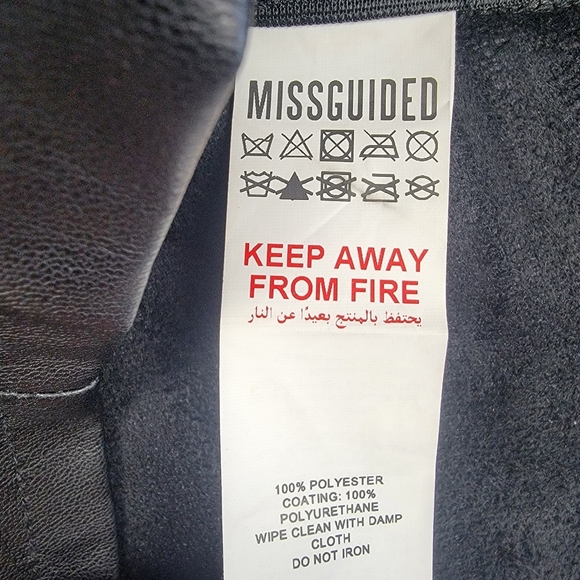 MISSGUIDED
KEEP AWAY
FROM FIRE
يحتفظ بالمنتج بعيدًا عن النار
100% POLYESTER
COATING: 100%
POLYURETHANE
WIPE CLEAN WITH DAMP
CLOTH
DO NOT IRON